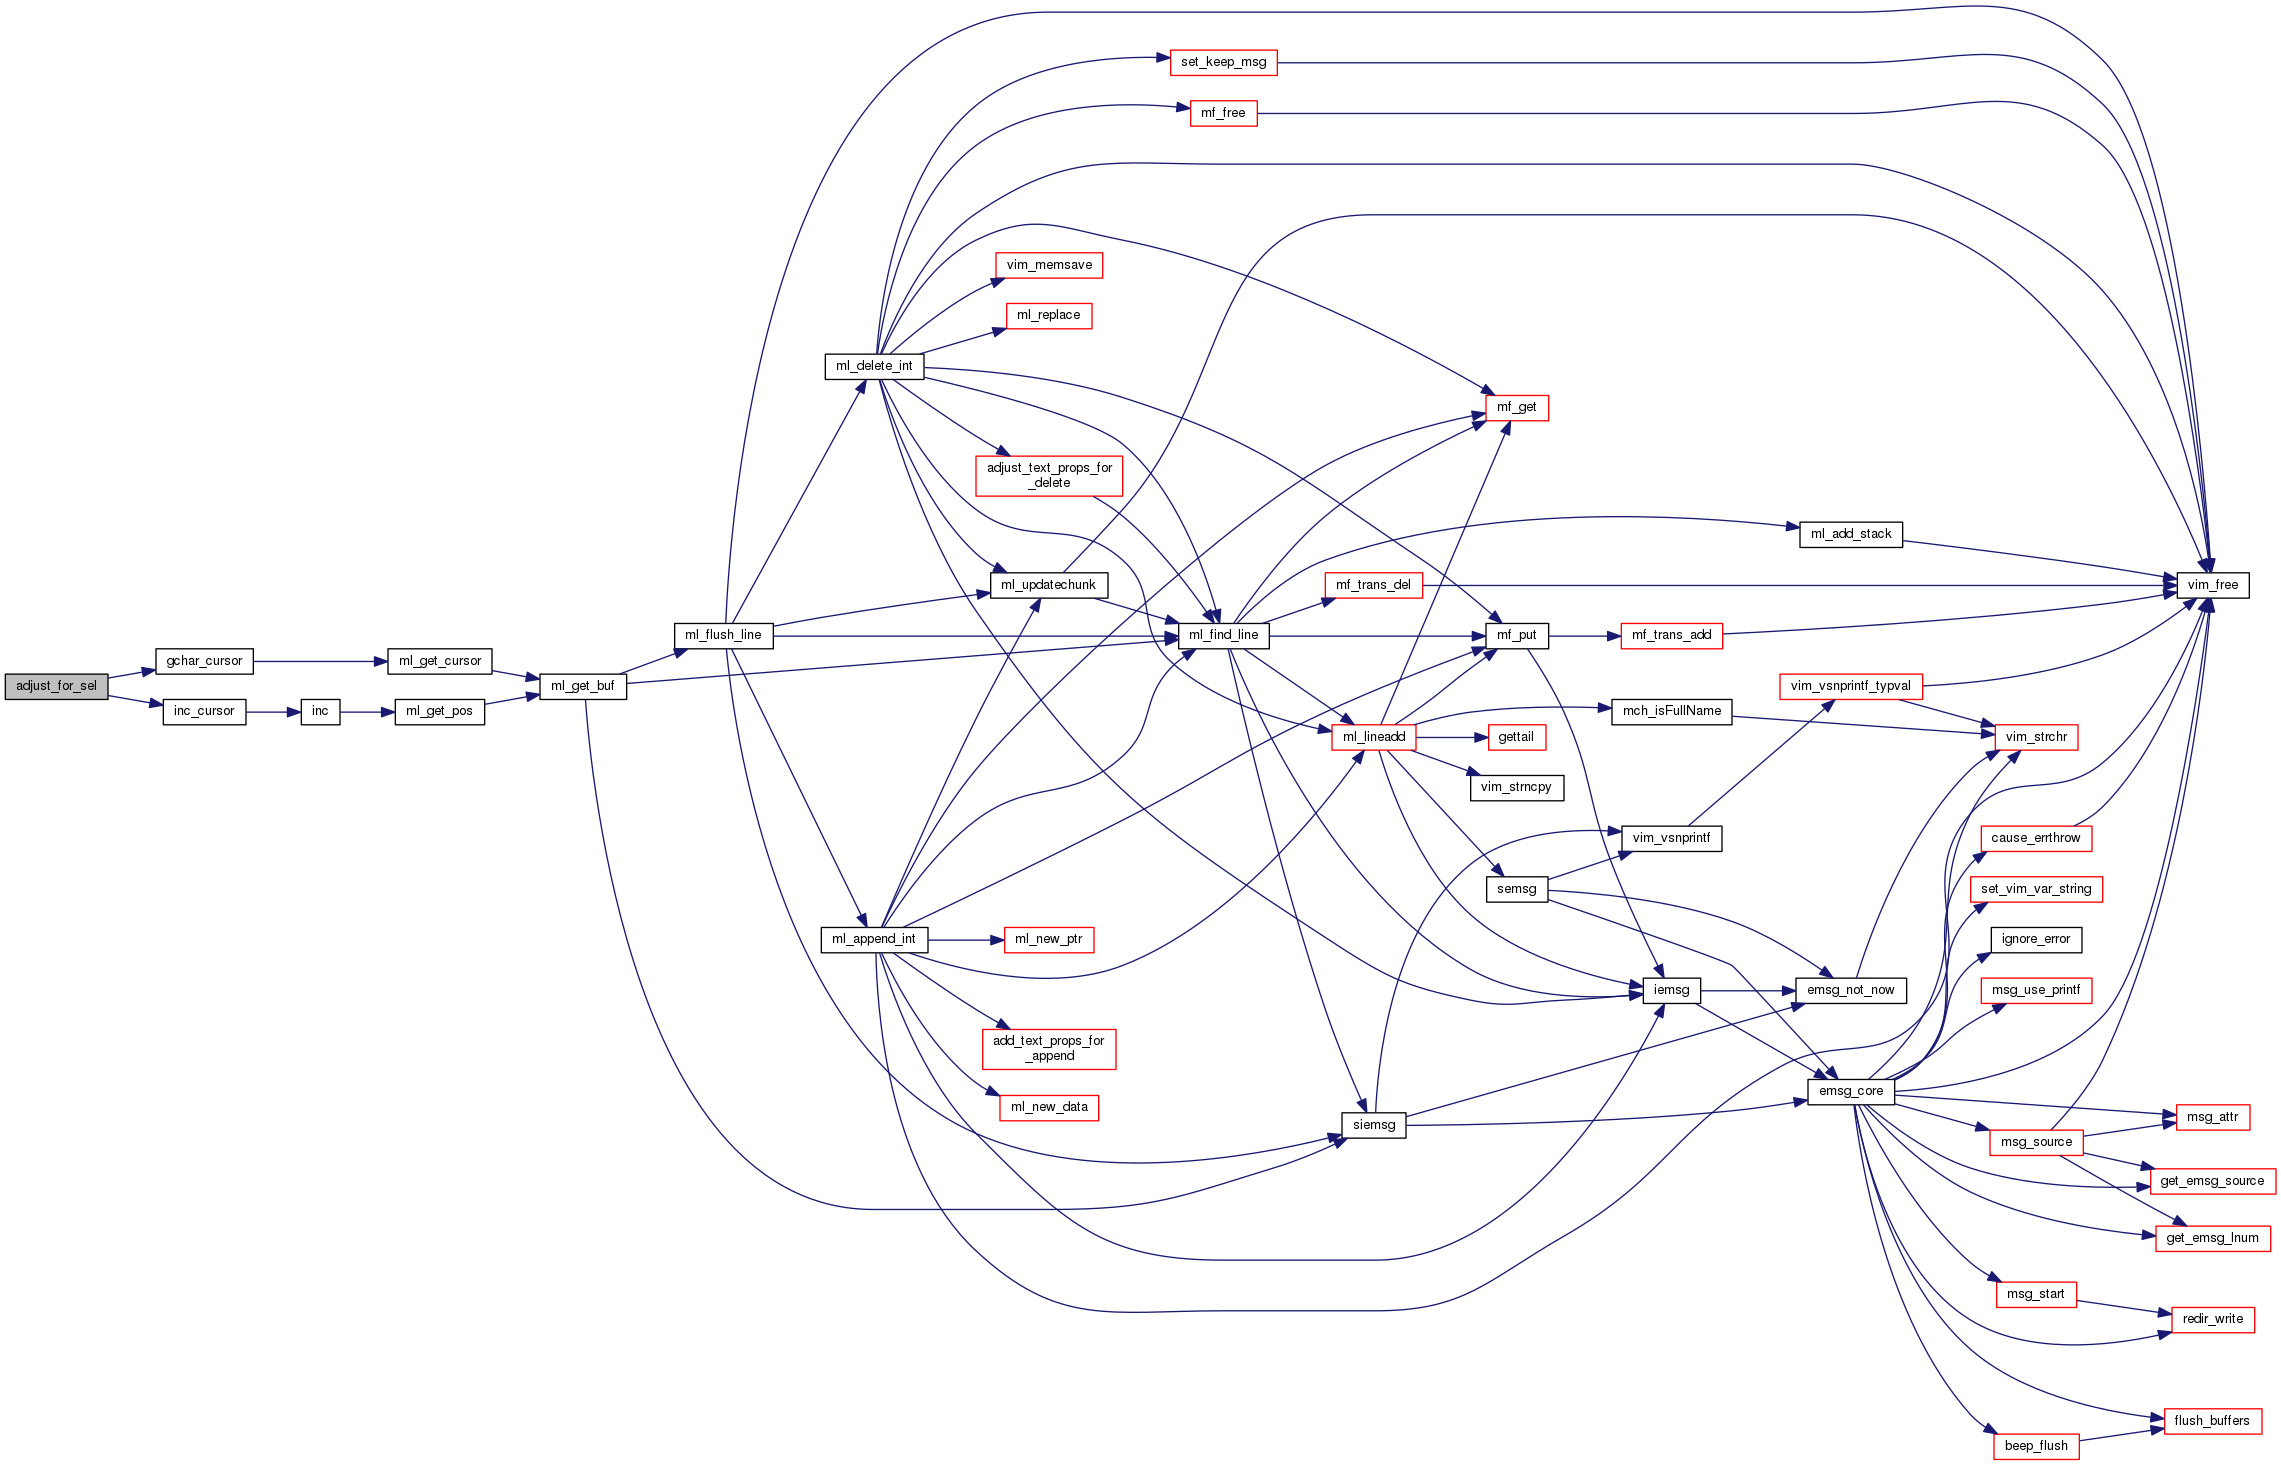 set_keep_msg
mf_free
vim_memsave
ml_replace
ml_delete_int
mf_get
adjust_text_props_for
_delete
ml_add_stack
ml_updatechunk
mf_trans_del
vim_free
ml_flush_line
ml_find_line
mf_put
mf_trans_add
gchar_cursor
ml_get_cursor
adjust_for_sel
ml_get_buf
vim_vsnprintf_typval
inc_cursor
inc
ml_get_pos
mch_isFullName
ml_lineadd
gettail
vim_strchr
vim_strncpy
vim_vsnprintf
cause_errthrow
semsg
set_vim_var_string
ml_append_int
ml_new_ptr
ignore_error
iemsg
emsg_not_now
msg_use_printf
add_text_props_for
_append
emsg_core
ml_new_data
siemsg
msg_attr
msg_source
get_emsg_source
get_emsg_lnum
msg_start
redir_write
flush_buffers
beep_flush